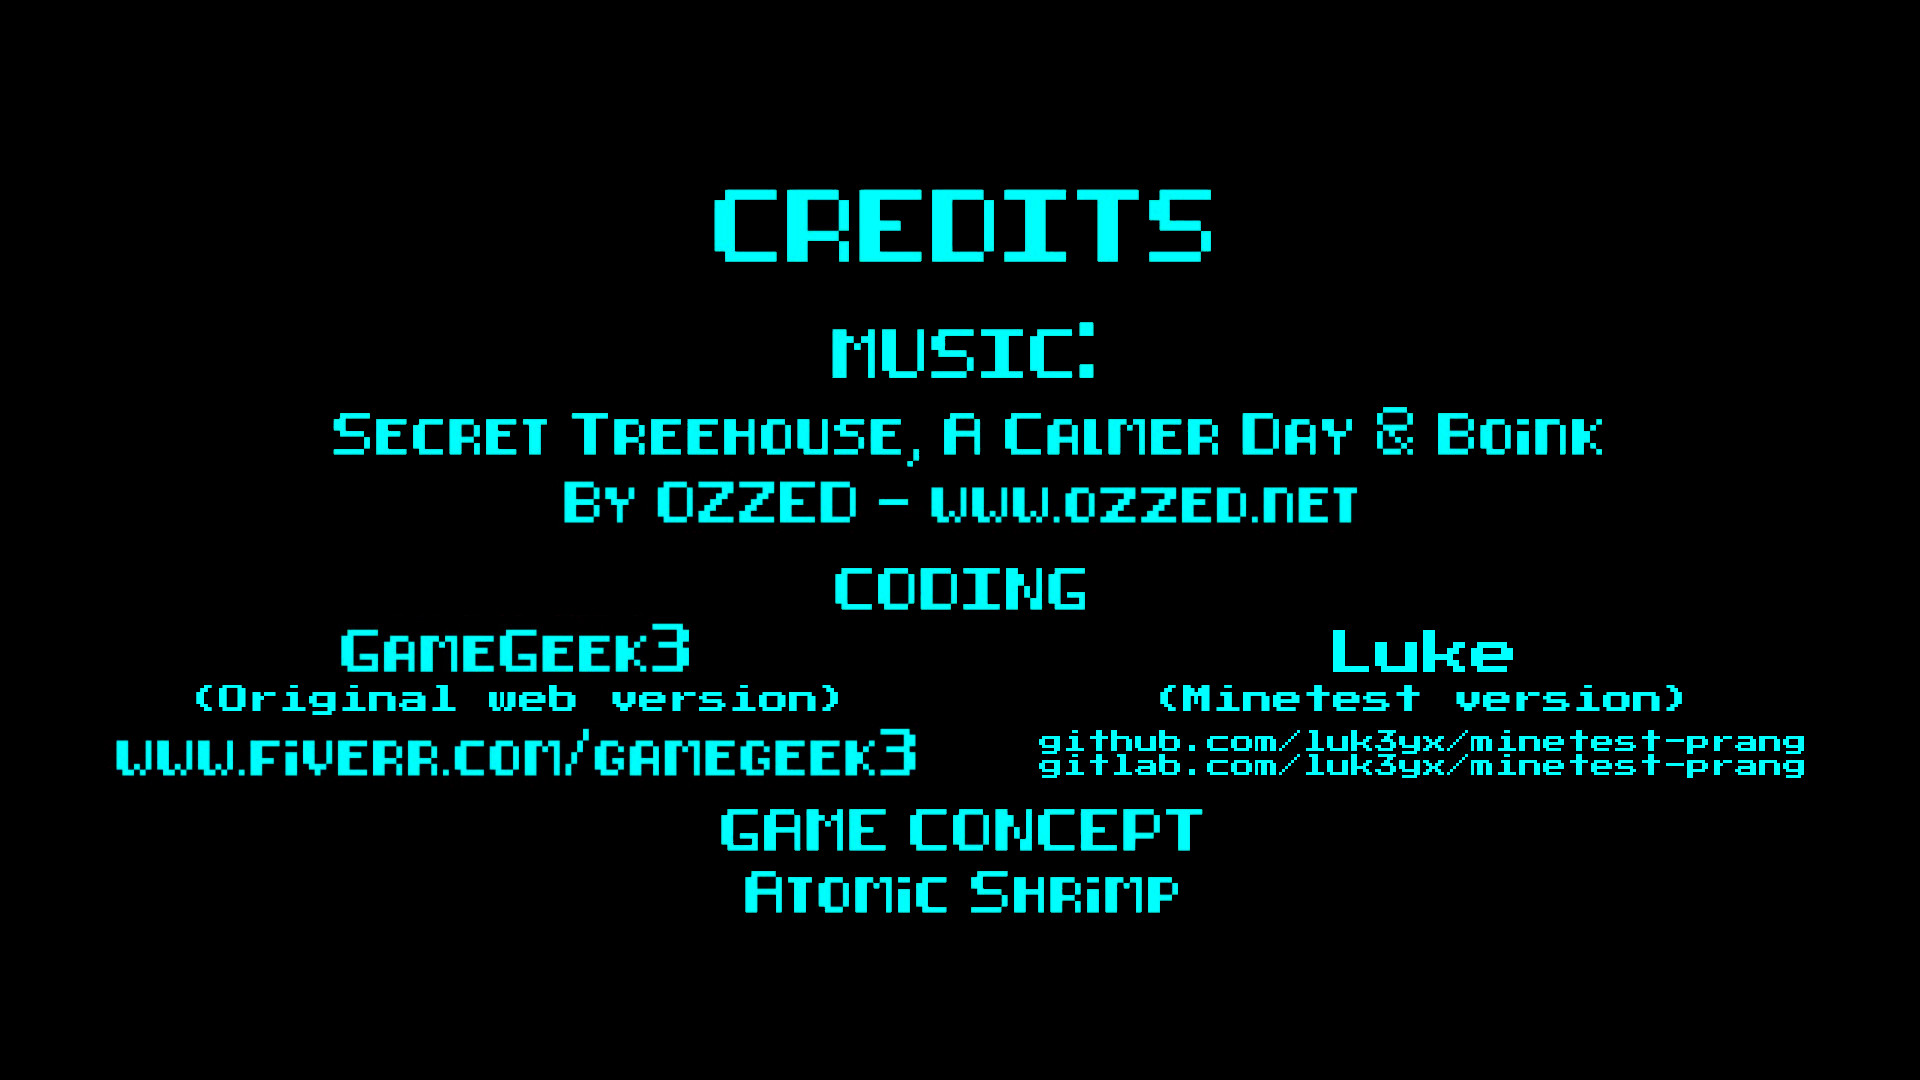 CREDITS
MUSIC:
Secret Treehouse, A Calmer Day & Boink
By OZZED - www.ozzed.net
CODING
GameGeek3
(Original web version)
www.fiverr.com/gamegeek3
Luke
(Minetest version)
github.com/luk3yx/minetest-prang
gitlab.com/luk3yx/minetest-prang
GAME CONCEPT
Atomic Shrimp